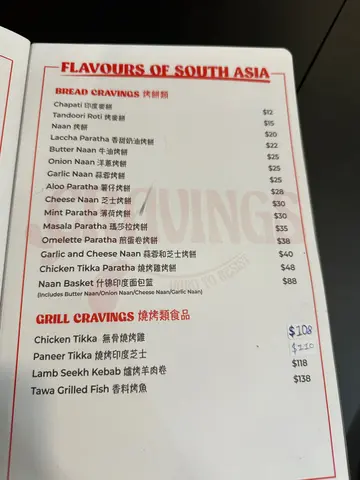 FLAVOURS OF SOUTH ASIA
BREAD CRAVINGS 烤餅類
Chapati 印度麥餅 $12
Tandoori Roti 烤麥餅 $15
Naan 烤餅 $20
Laccha Paratha 香甜奶油烤餅 $22
Butter Naan 牛油烤餅 $25
Onion Naan 洋蔥烤餅 $25
Garlic Naan 蒜蓉烤餅 $25
Aloo Paratha 薯仔烤餅 $28
Cheese Naan 芝士烤餅 $30
Mint Paratha 薄荷烤餅 $30
Masala Paratha 瑪莎拉烤餅 $35
Omelette Paratha 煎蛋卷烤餅 $38
Garlic and Cheese Naan 蒜蓉和芝士烤餅 $40
Chicken Tikka Paratha 燒烤雞烤餅 $48
Naan Basket 什錦印度面包籃 $88
(Includes Butter Naan/Onion Naan/Cheese Naan/Garlic Naan)
GRILL CRAVINGS 燒烤類食品
Chicken Tikka 無骨燒烤雞 $108
Paneer Tikka 燒烤印度芝士 $110
Lamb Seekh Kebab 爐烤羊肉卷 $118
Tawa Grilled Fish 香料烤魚 $138